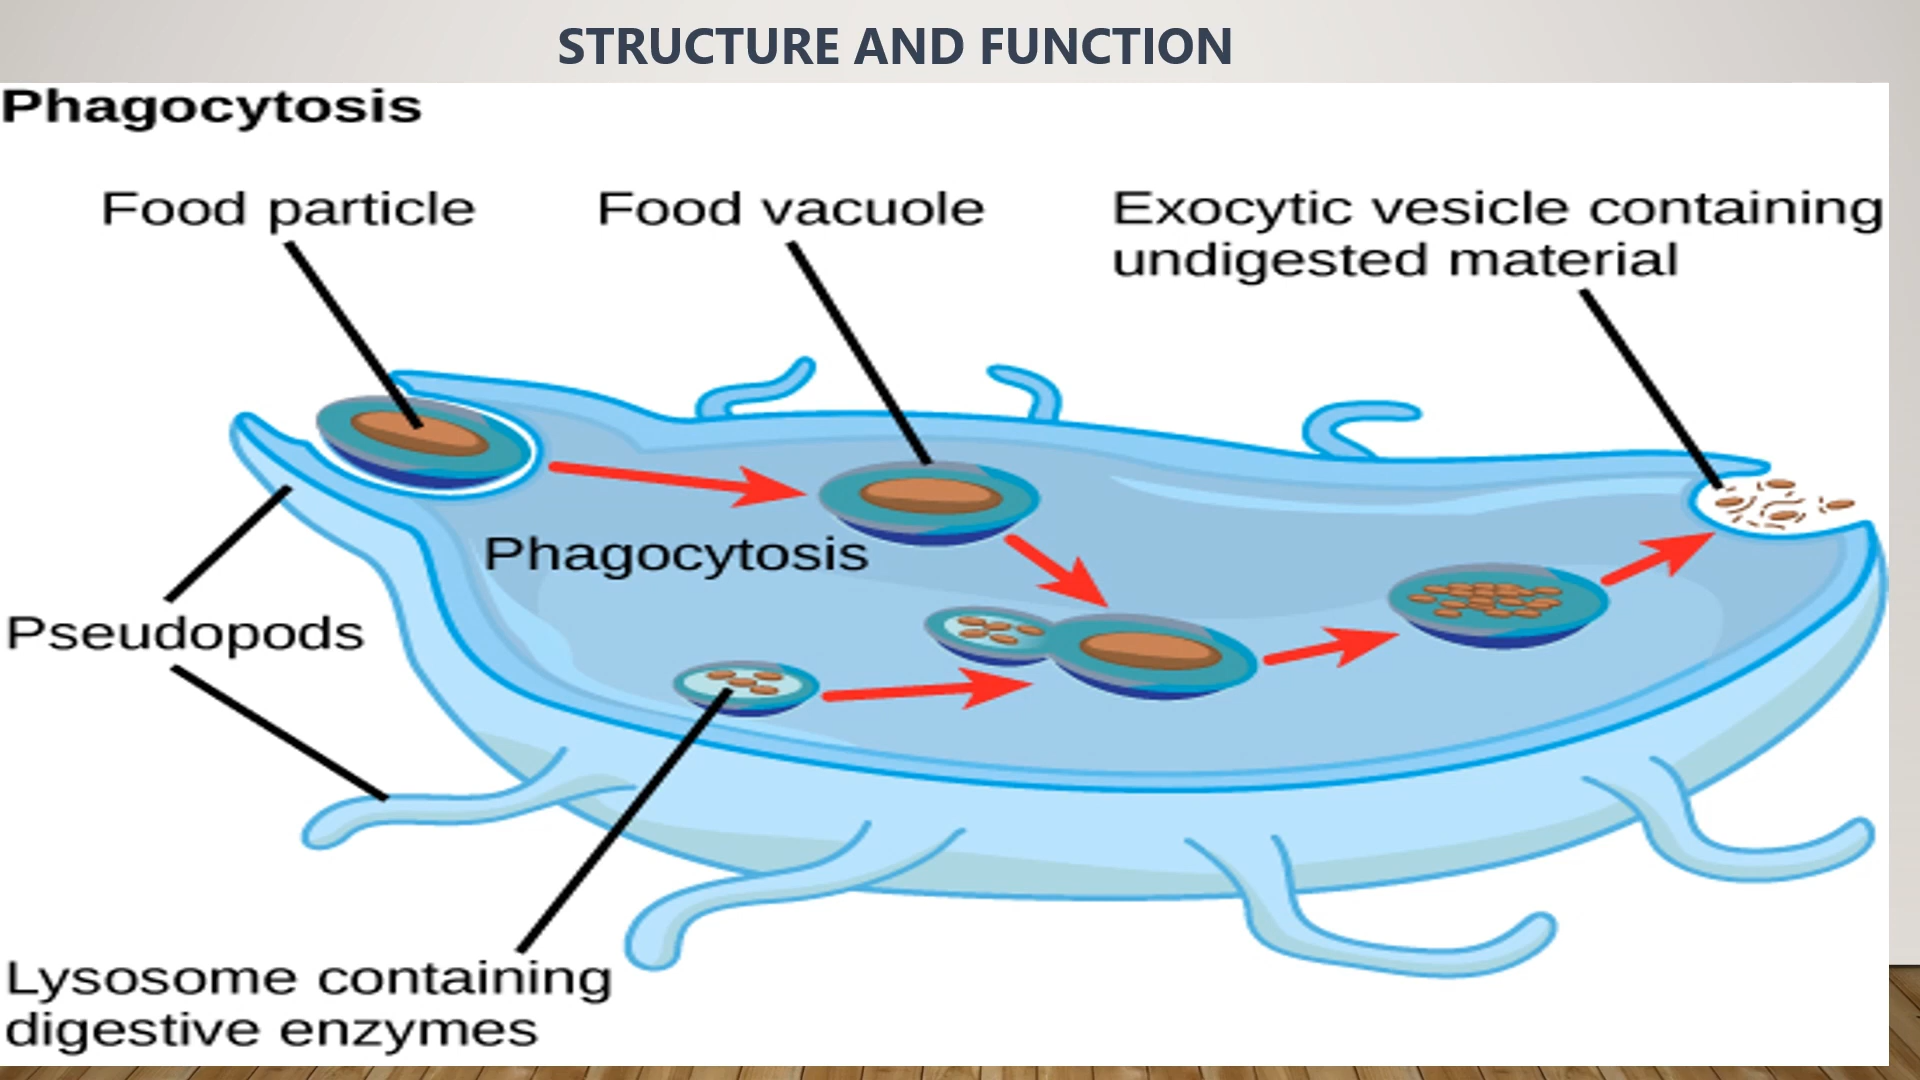 STRUCTURE AND FUNCTION
Phagocytosis
Food particle
Food vacuole
Exocytic vesicle containing
undigested material
Phagocytosis
Pseudopods
Lysosome containing
digestive enzymes